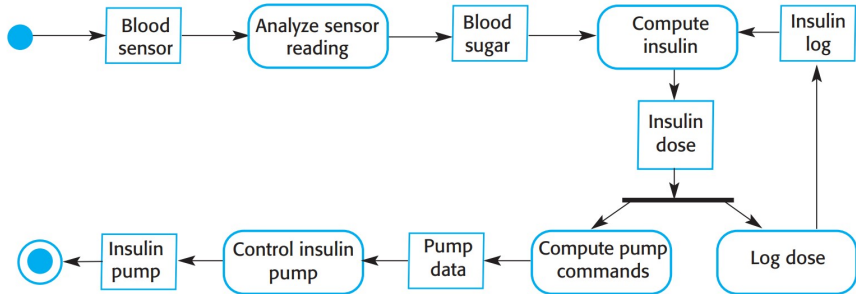 Blood
sensor
Analyze sensor
reading
Blood
sugar
Compute
insulin
Insulin
log
Insulin
dose
Insulin
pump
Control insulin
pump
Pump
data
Compute pump
commands
Log dose